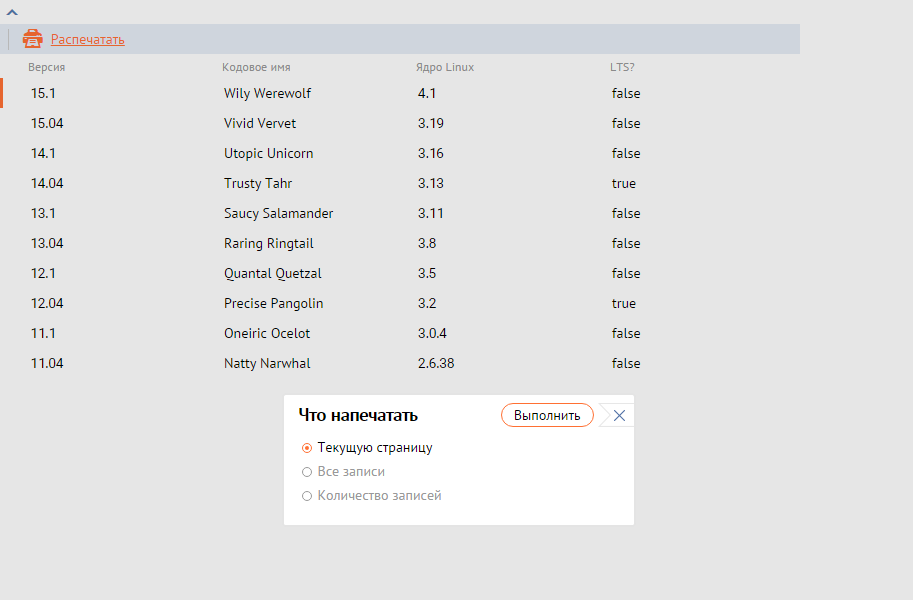 Распечатать
Версия Кодовое имя Ядро Linux LTS?
15.1 Wily Werewolf 4.1 false
15.04 Vivid Vervet 3.19 false
14.1 Utopic Unicorn 3.16 false
14.04 Trusty Tahr 3.13 true
13.1 Saucy Salamander 3.11 false
13.04 Raring Ringtail 3.8 false
12.1 Quantal Quetzal 3.5 false
12.04 Precise Pangolin 3.2 true
11.1 Oneiric Ocelot 3.0.4 false
11.04 Natty Narwhal 2.6.38 false
Что напечатать Выполнить
Текущую страницу
Все записи
Количество записей